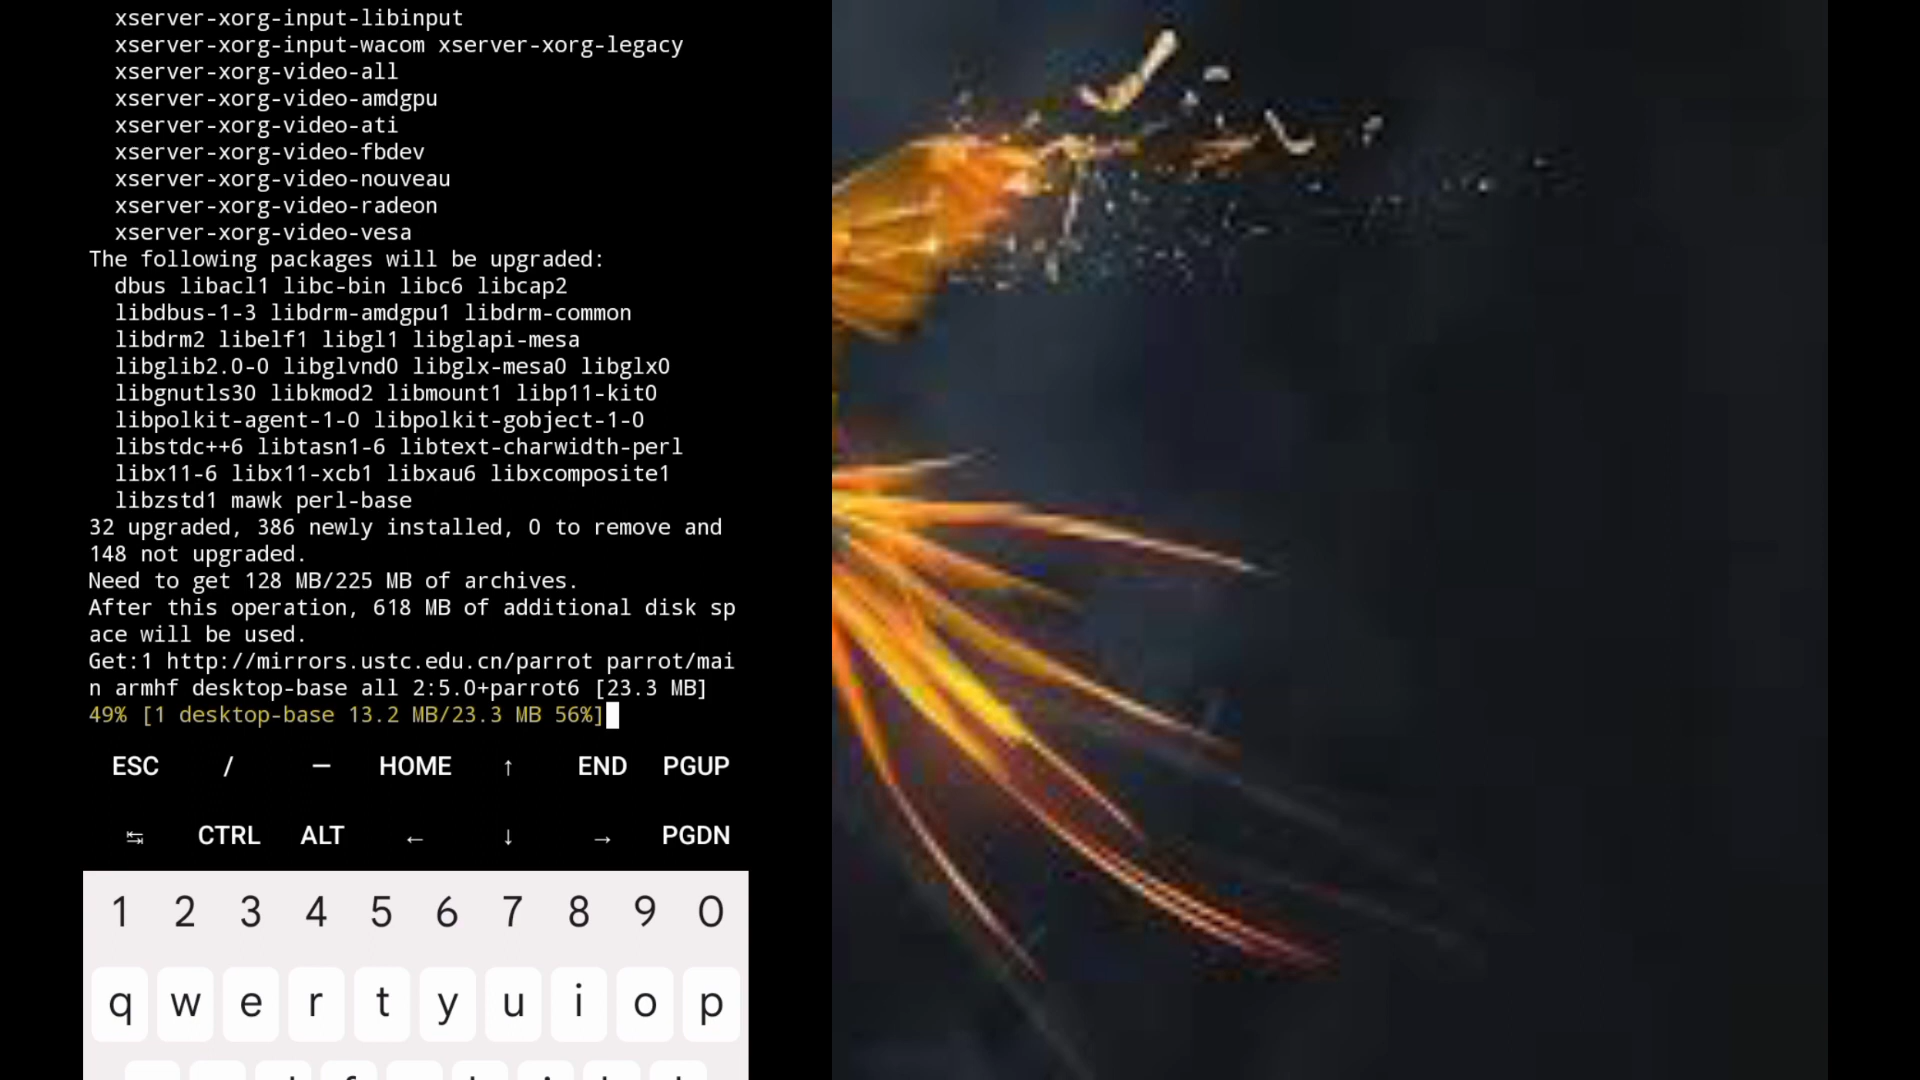 xserver-xorg-input-libinput
xserver-xorg-input-wacom xserver-xorg-legacy
xserver-xorg-video-all
xserver-xorg-video-amdgpu
xserver-xorg-video-ati
xserver-xorg-video-fbdev
xserver-xorg-video-nouveau
xserver-xorg-video-radeon
xserver-xorg-video-vesa
The following packages will be upgraded:
dbus libacl1 libc-bin libc6 libcap2
libdbus-1-3 libdrm-amdgpu1 libdrm-common
libdrm2 libelf1 libgl1 libglapi-mesa
libglib2.0-0 libglvnd0 libglx-mesa0 libglx0
libgnutls30 libkmod2 libmount1 libp11-kit0
libpolkit-agent-1-0 libpolkit-gobject-1-0
libstdc++6 libtasn1-6 libtext-charwidth-perl
libx11-6 libx11-xcb1 libxau6 libxcomposite1
libzstd1 mawk perl-base
32 upgraded, 386 newly installed, 0 to remove and
148 not upgraded.
Need to get 128 MB/225 MB of archives.
After this operation, 618 MB of additional disk sp
ace will be used.
Get:1 http://mirrors.ustc.edu.cn/parrot parrot/mai
n armhf desktop-base all 2:5.0+parrot6 [23.3 MB]
49% [1 desktop-base 13.2 MB/23.3 MB 56%]
ESC / — HOME ↑ END PGUP
↹ CTRL ALT ← ↓ → PGDN
1 2 3 4 5 6 7 8 9 0
q w e r t y u i o p